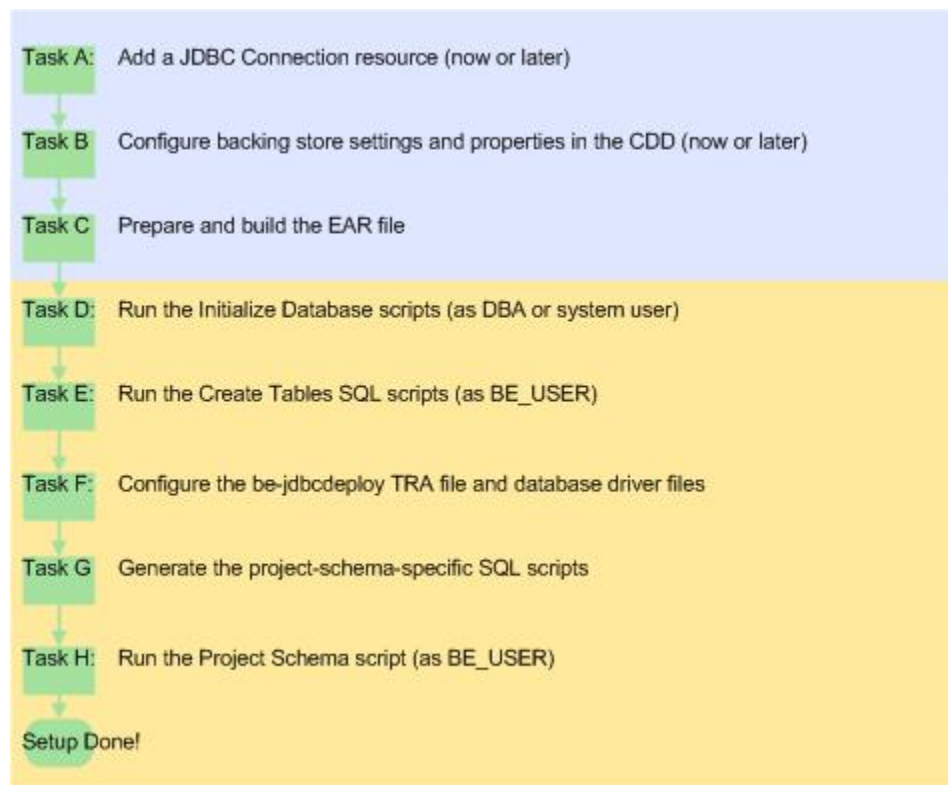 Task A: Add a JDBC Connection resource (now or later)
Task B Configure backing store settings and properties in the CDD (now or later)
Task C Prepare and build the EAR file
Task D: Run the Initialize Database scripts (as DBA or system user)
Task E: Run the Create Tables SQL scripts (as BE_USER)
Task F: Configure the be-jdbcdeploy TRA file and database driver files
Task G Generate the project-schema-specific SQL scripts
Task H: Run the Project Schema script (as BE_USER)
Setup Done!